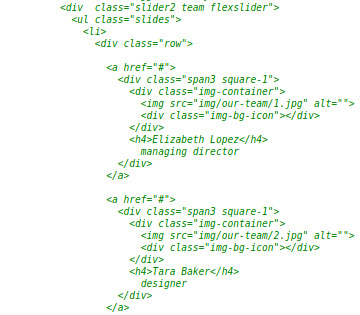 <div  class="slider2 team flexslider">
<ul class="slides">
<li>
<div class="row">
<a href="#">
<div class="span3 square-1">
<div class="img-container">
<img src="img/our-team/1.jpg" alt="">
<div class="img-bg-icon"></div>
</div>
<h4>Elizabeth Lopez</h4>
managing director
</div>
</a>
<a href="#">
<div class="span3 square-1">
<div class="img-container">
<img src="img/our-team/2.jpg" alt="">
<div class="img-bg-icon"></div>
</div>
<h4>Tara Baker</h4>
designer
</div>
</a>